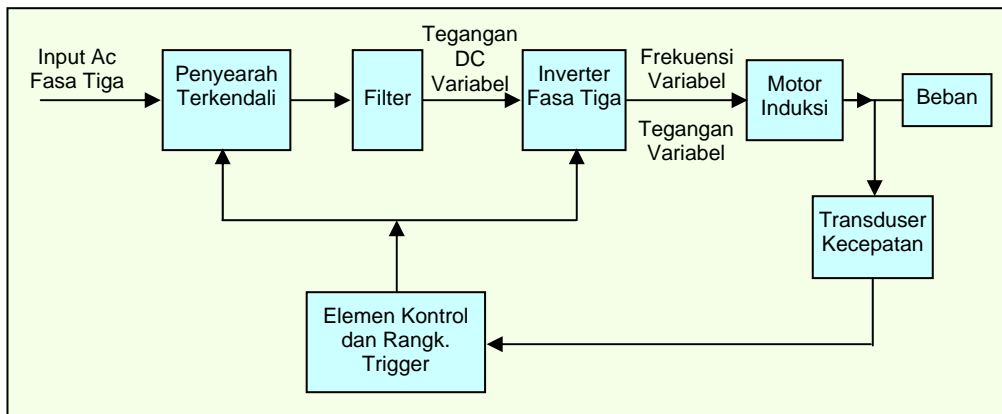 Input Ac
Fasa Tiga
Penyearah
Terkendali
Filter
Tegangan
DC
Variabel
Inverter
Fasa Tiga
Frekuensi
Variabel
Tegangan
Variabel
Motor
Induksi
Beban
Transduser
Kecepatan
Elemen Kontrol
dan Rangk.
Trigger